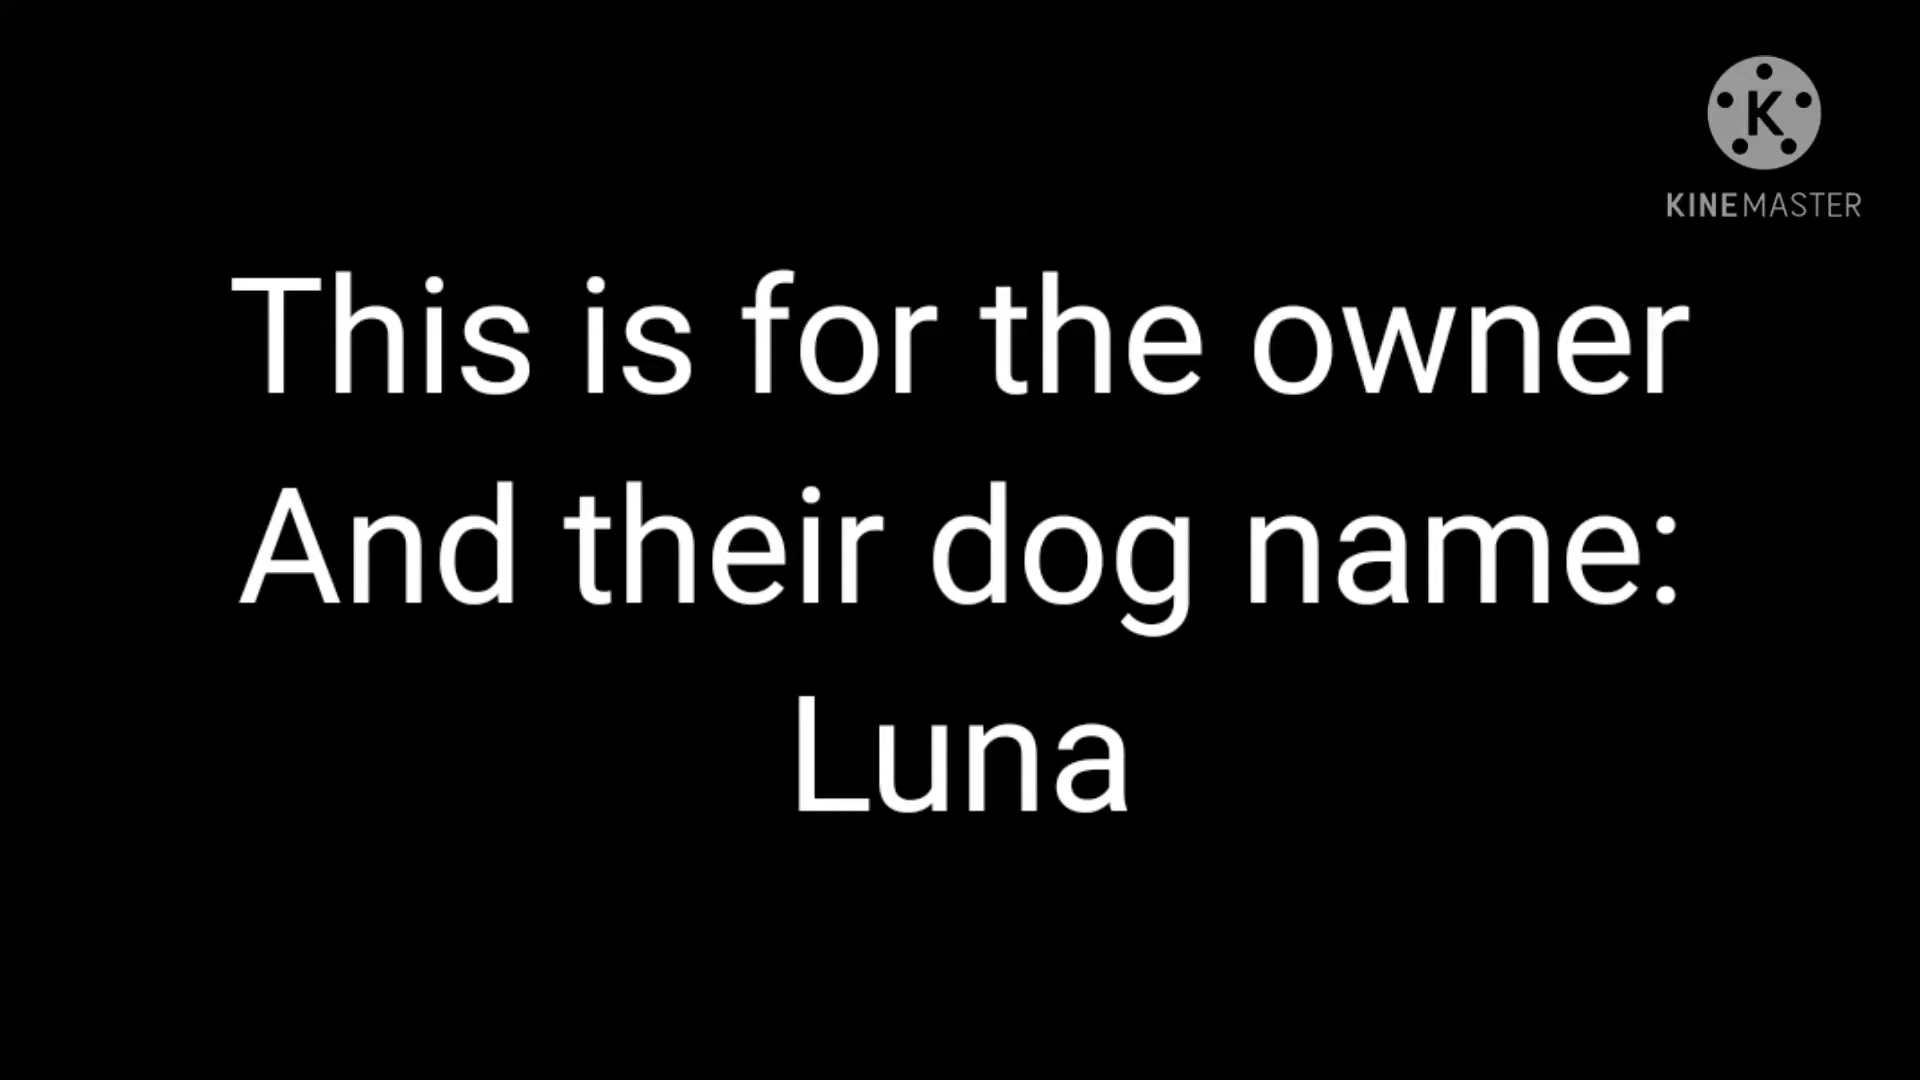 K
KINEMASTER
This is for the owner
And their dog name:
Luna